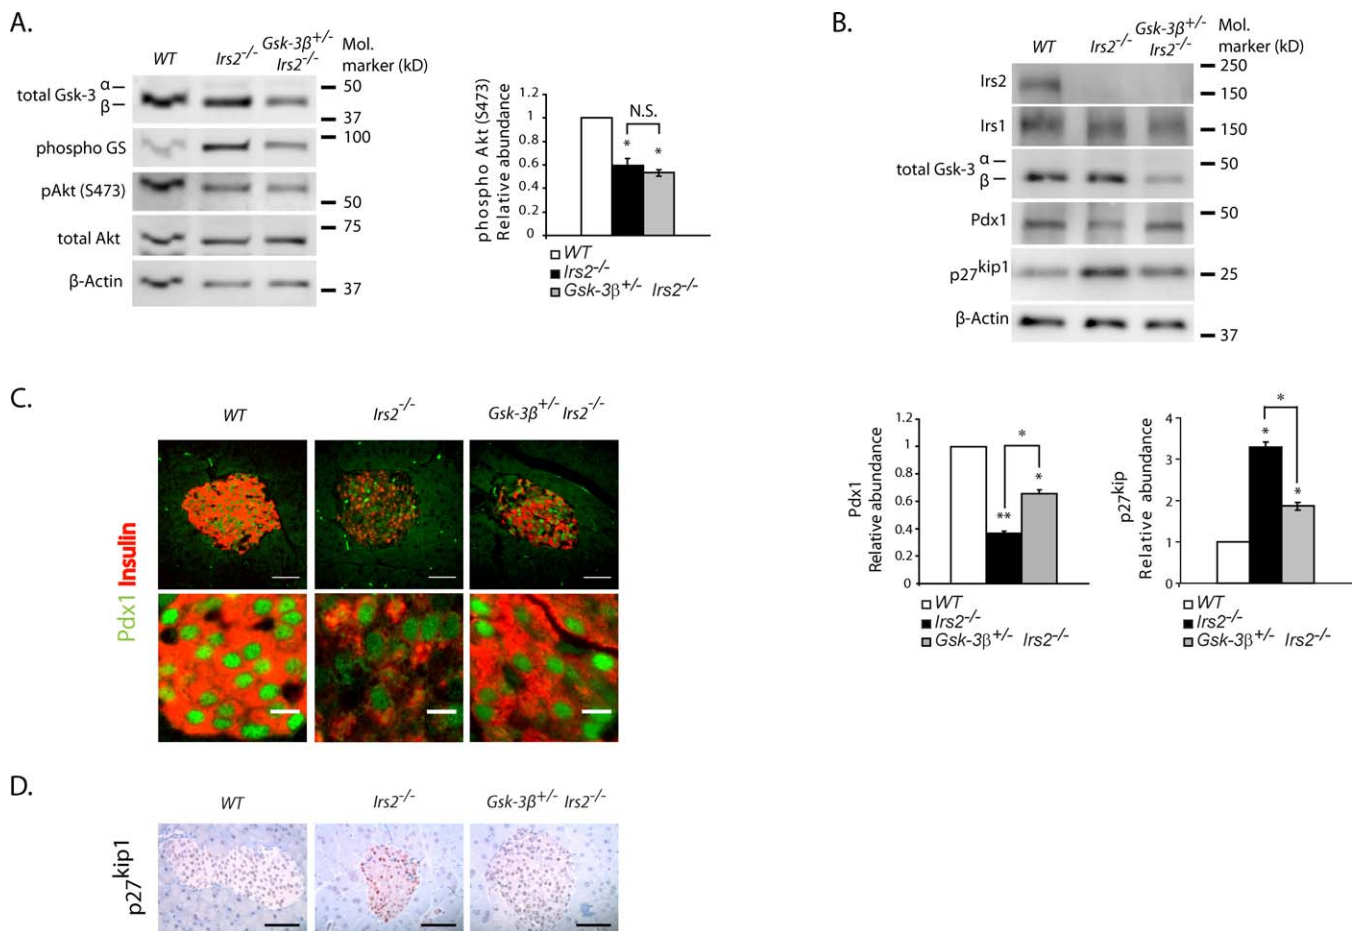 A.
WT Irs2-/- Gsk-3β+/- Irs2-/- Mol. marker (kD)
total Gsk-3 α β
50
37
phospho GS
100
pAkt (S473)
50
total Akt
75
β-Actin
37
phospho Akt (S473)
Relative abundance
1.2
1
0.8
0.6
0.4
0.2
0
N.S.
*
*
WT
Irs2-/-
Gsk-3β+/- Irs2-/-
B.
WT Irs2-/- Gsk-3β+/- Irs2-/- Mol. marker (kD)
Irs2
250
150
Irs1
150
total Gsk-3 α β
50
Pdx1
50
p27kip1
25
β-Actin
37
Pdx1
Relative abundance
1.2
1
0.8
0.6
0.4
0.2
0
**
*
*
WT
Irs2-/-
Gsk-3β+/- Irs2-/-
p27kip
Relative abundance
4
3
2
1
0
*
*
*
WT
Irs2-/-
Gsk-3β+/- Irs2-/-
C.
WT Irs2-/- Gsk-3β+/- Irs2-/-
Pdx1 Insulin
D.
WT Irs2-/- Gsk-3β+/- Irs2-/-
p27kip1